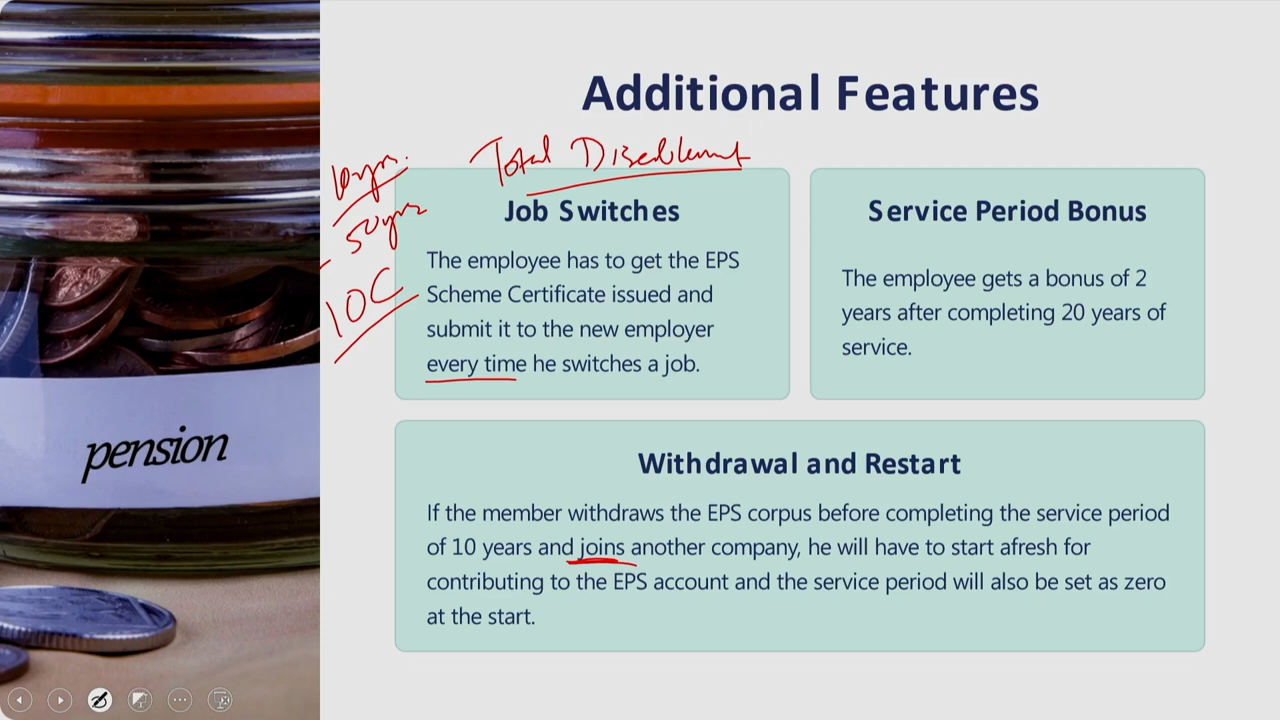 Additional Features
Total Disablement
10yrs.
50yrs
10C
Job Switches
The employee has to get the EPS
Scheme Certificate issued and
submit it to the new employer
every time he switches a job.
Service Period Bonus
The employee gets a bonus of 2
years after completing 20 years of
service.
Withdrawal and Restart
If the member withdraws the EPS corpus before completing the service period
of 10 years and joins another company, he will have to start afresh for
contributing to the EPS account and the service period will also be set as zero
at the start.
pension